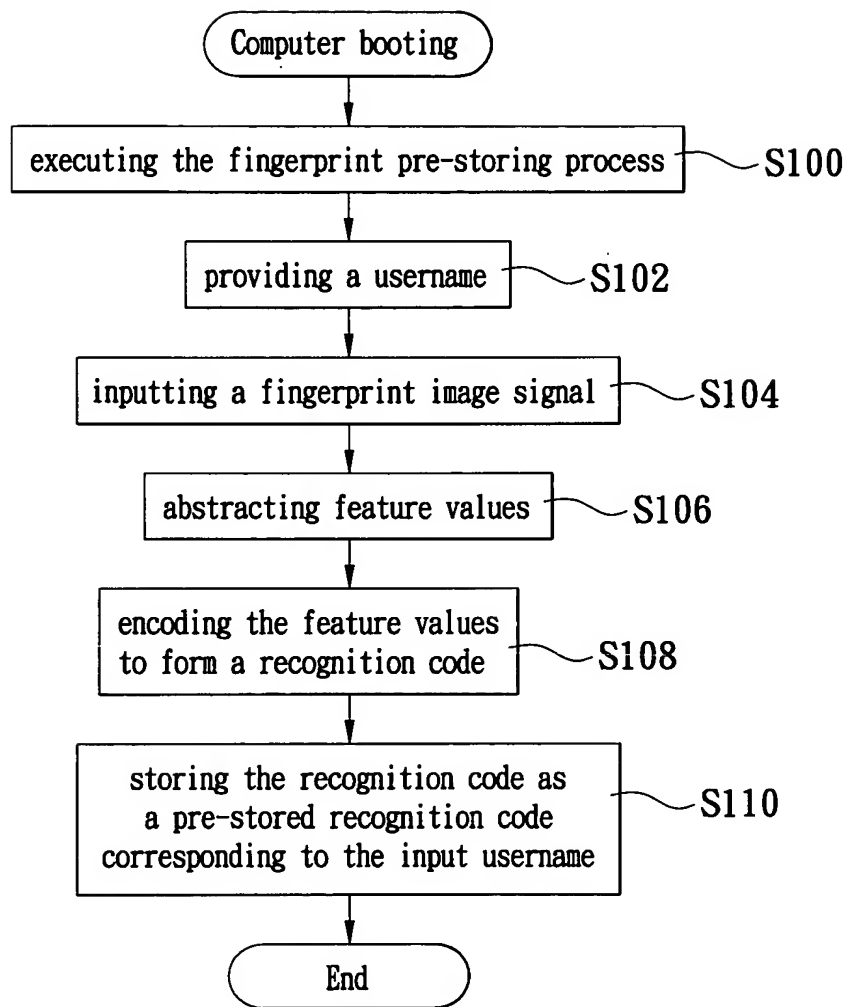 Computer booting
executing the fingerprint pre-storing process
S100
providing a username
S102
inputting a fingerprint image signal
S104
abstracting feature values
S106
encoding the feature values
to form a recognition code
S108
storing the recognition code as
a pre-stored recognition code
corresponding to the input username
S110
End